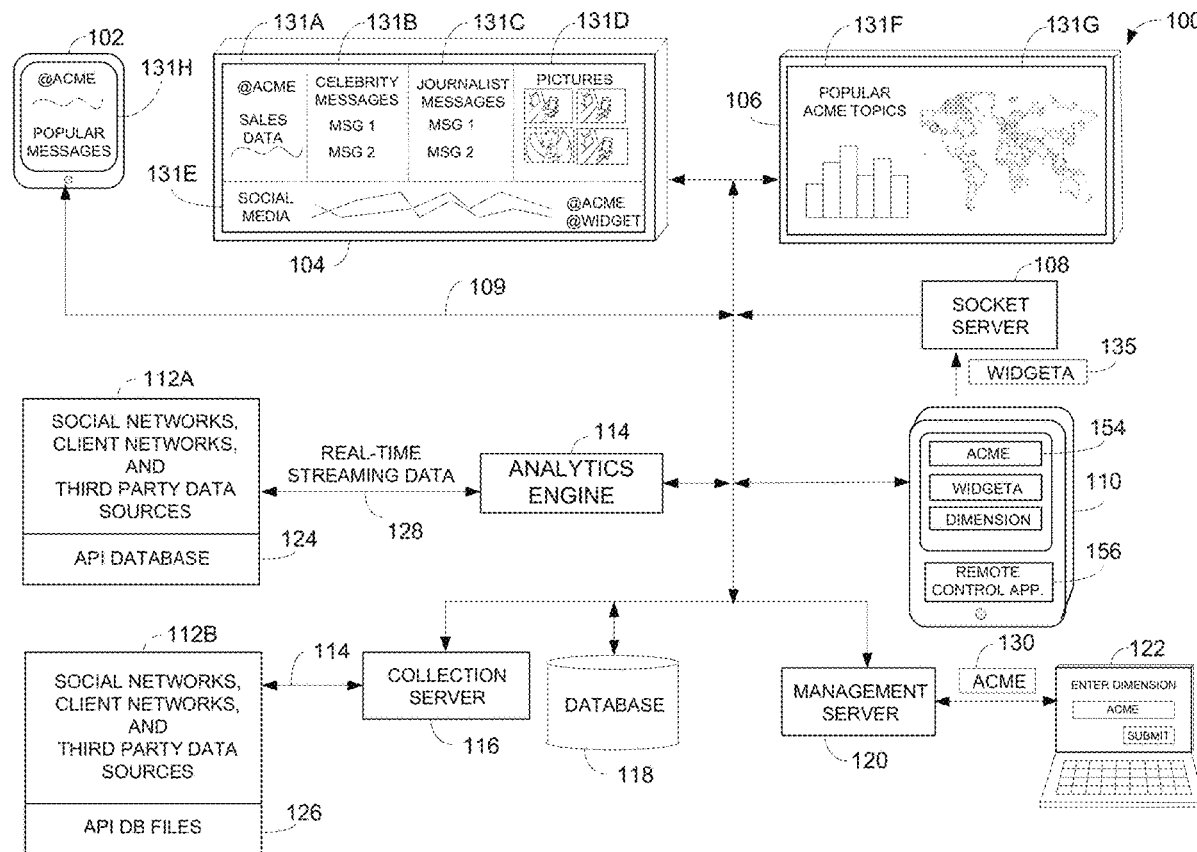 102
@ACME
POPULAR
MESSAGES
131H
131A
131B
131C
131D
@ACME
SALES
DATA
CELEBRITY
MESSAGES
MSG 1
MSG 2
JOURNALIST
MESSAGES
MSG 1
MSG 2
PICTURES
131E
SOCIAL
MEDIA
@ACME
@WIDGET
104
131F
131G
100
106
POPULAR
ACME TOPICS
109
108
SOCKET
SERVER
135
WIDGETA
112A
SOCIAL NETWORKS,
CLIENT NETWORKS,
AND
THIRD PARTY DATA
SOURCES
API DATABASE
124
REAL-TIME
STREAMING DATA
128
114
ANALYTICS
ENGINE
154
ACME
WIDGETA
110
DIMENSION
156
REMOTE
CONTROL APP.
112B
SOCIAL NETWORKS,
CLIENT NETWORKS,
AND
THIRD PARTY DATA
SOURCES
API DB FILES
126
114
COLLECTION
SERVER
116
DATABASE
118
MANAGEMENT
SERVER
120
130
ACME
122
ENTER DIMENSION
ACME
SUBMIT